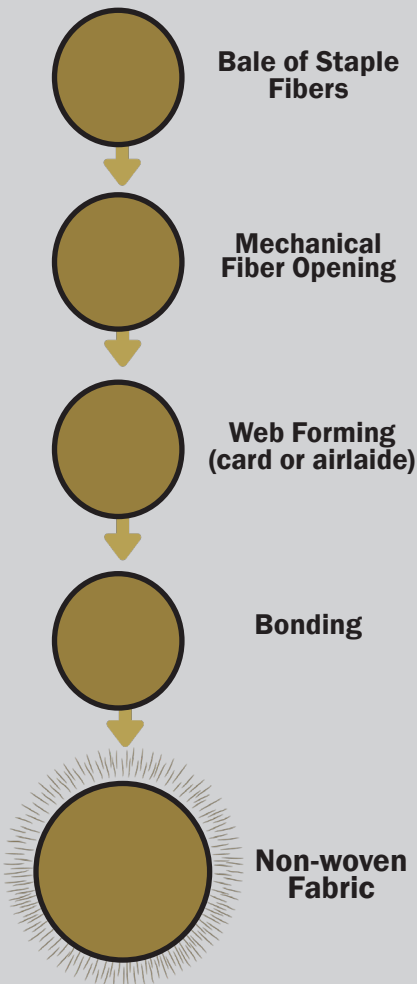 Bale of Staple
Fibers
Mechanical
Fiber Opening
Web Forming
(card or airlaide)
Bonding
Non-woven
Fabric